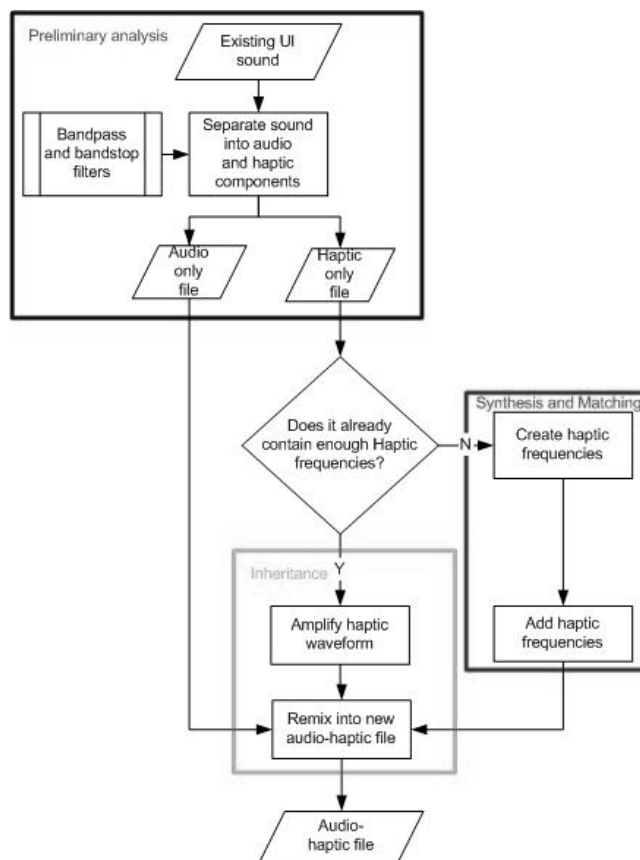 Preliminary analysis
Existing UI
sound
Bandpass
and bandstop
filters
Separate sound
into audio
and haptic
components
Audio
only
file
Haptic
only
file
Does it already
contain enough Haptic
frequencies?
N
Synthesis and Matching
Create haptic
frequencies
Y
Inheritance
Amplify haptic
waveform
Add haptic
frequencies
Remix into new
audio-haptic file
Audio-
haptic file